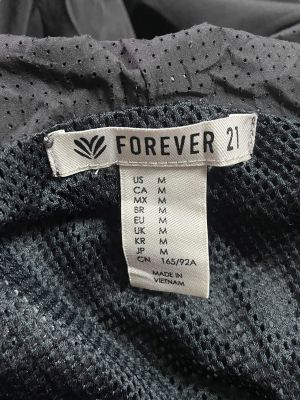 FOREVER 21
US M
CA M
MX M
BR M
EU M
UK M
KR M
JP M
CN 165/92A
MADE IN
VIETNAM